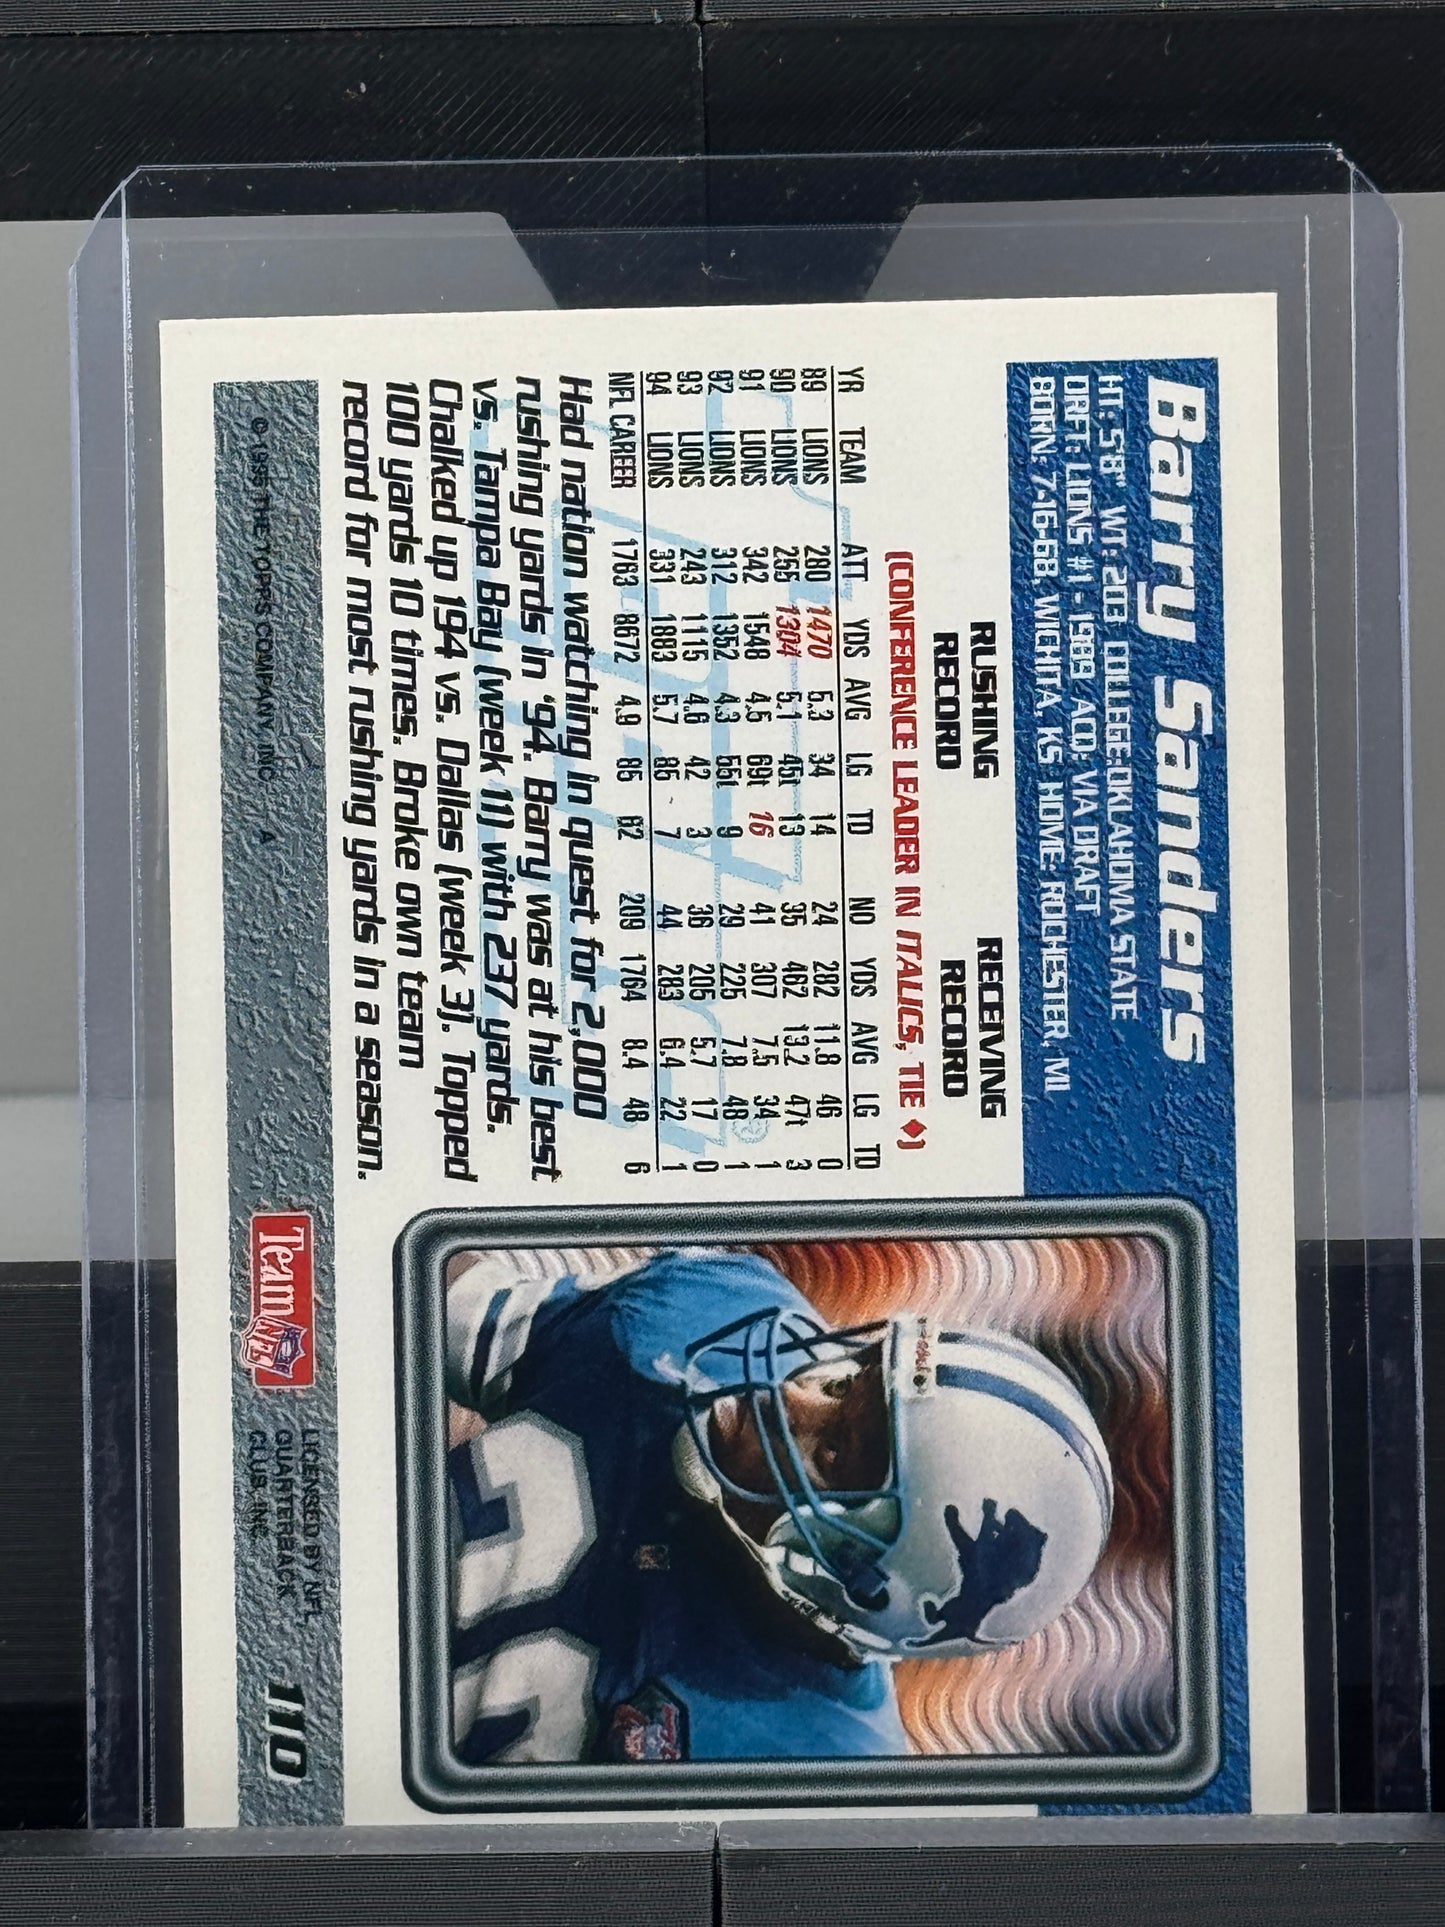 Barry Sanders
HT: 5'8" WT: 203 COLLEGE: OKLAHOMA STATE
DRAFT: LIONS #1 - 1989 ACQ: VIA DRAFT
BORN: 7-16-68, WICHITA, KS HOME: ROCHESTER, MI
RUSHING RECORD RECEIVING RECORD
(CONFERENCE LEADER IN ITALICS, TIE ♦)
YR TEAM ATT YDS AVG LG TD NO YDS AVG LG TD
89 LIONS 280 1470 5.3 34 14 24 282 11.8 46 0
90 LIONS 255 1304 5.1 45t 13 35 462 13.2 47t 3
91 LIONS 342 1548 4.5 69t 16 41 307 7.5 34 1
92 LIONS 312 1352 4.3 55t 9 29 225 7.8 48 1
93 LIONS 243 1115 4.6 42 3 36 205 5.7 17 0
94 LIONS 331 1883 5.7 85 7 44 283 6.4 22 1
NFL CAREER 1763 8672 4.9 85 62 209 1764 8.4 48 6
Had nation watching in quest for 2,000
rushing yards in '94. Barry was at his best
vs. Tampa Bay (week 11) with 237 yards.
Chalked up 194 vs. Dallas (week 3). Topped
100 yards 10 times. Broke own team
record for most rushing yards in a season.
© 1995 THE TOPPS COMPANY, INC. A
Team NFL
LICENSED BY NFL
QUARTERBACK
CLUB, INC.
110